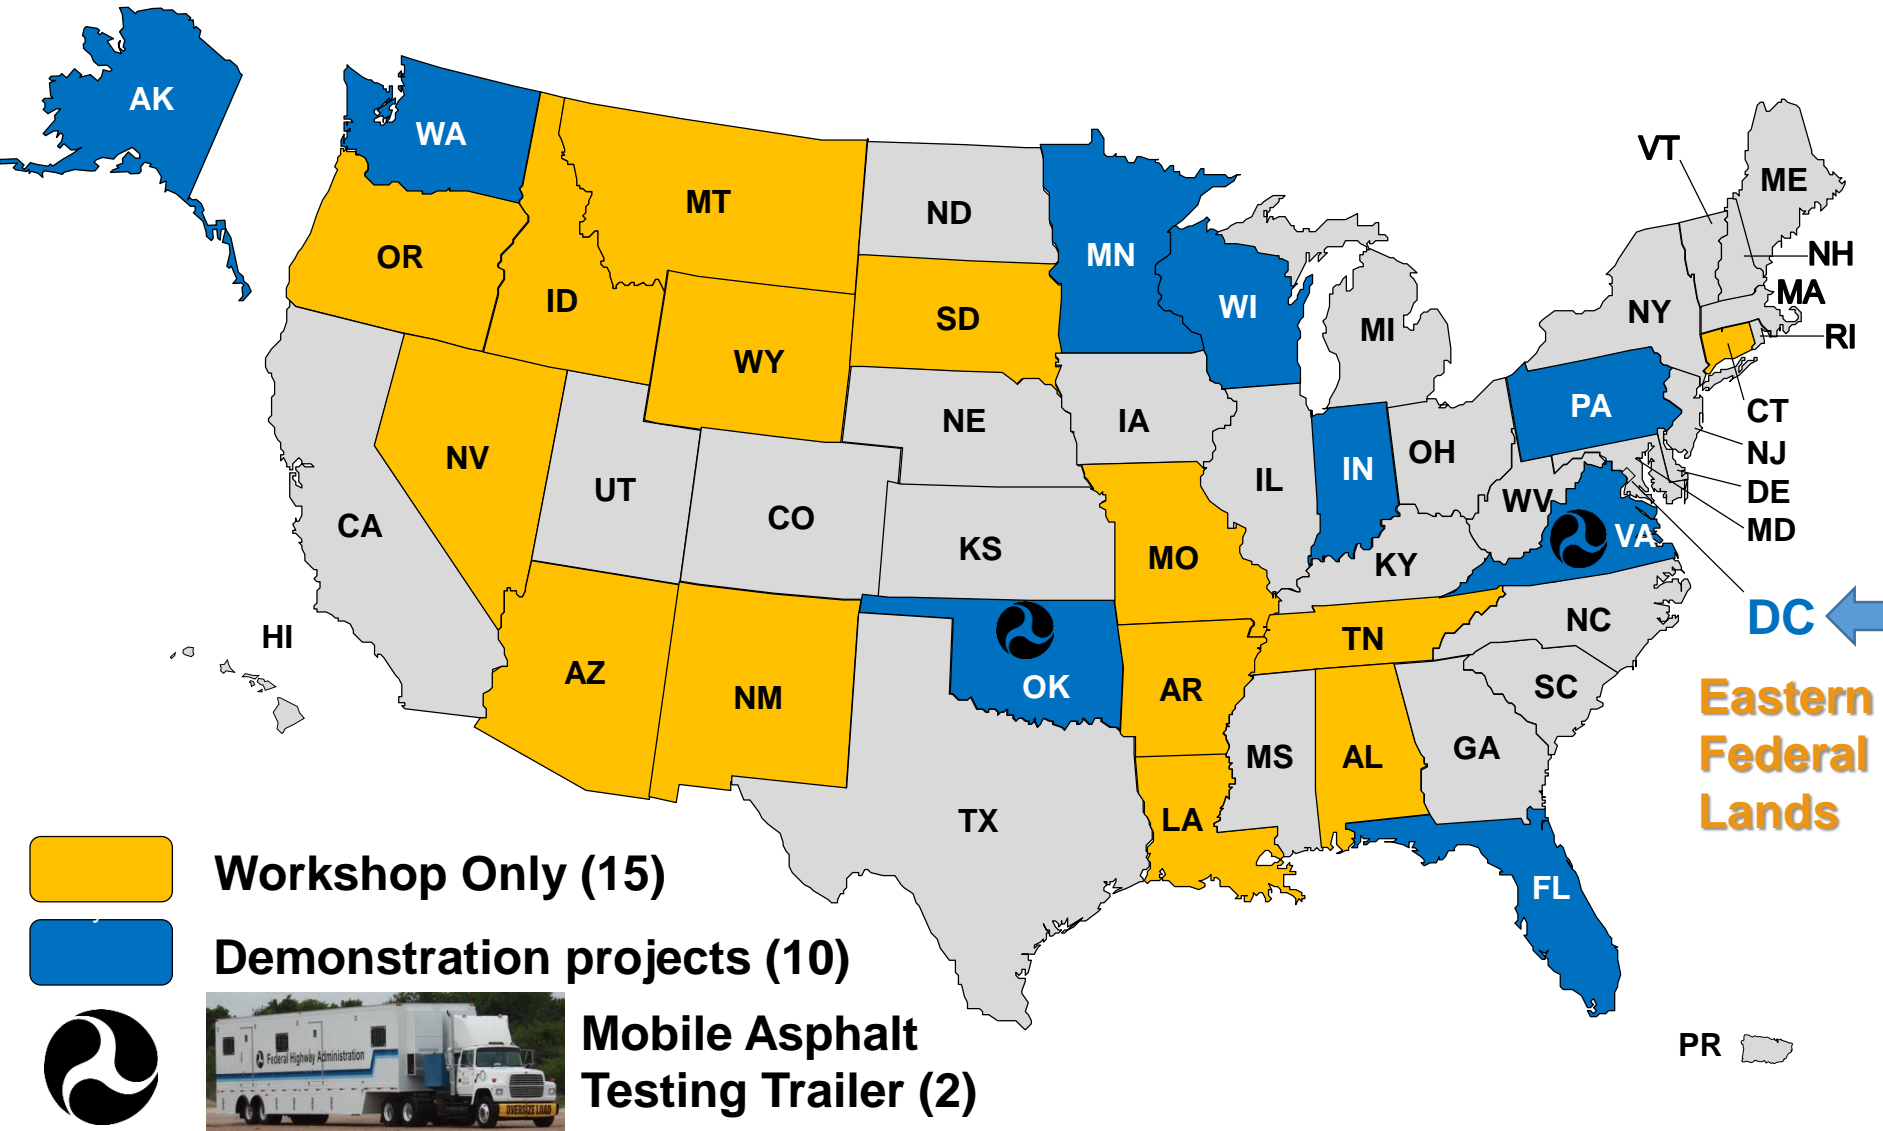 AK
WA
MT
ND
MN
VT
ME
OR
ID
SD
WI
MI
NY
NH
MA
RI
WY
NE
IA
PA
CT
NV
UT
CO
IL
IN
OH
WV
NJ
DE
MD
CA
KS
MO
KY
VA
HI
AZ
NM
OK
AR
TN
NC
DC
SC
Eastern
Federal
Lands
MS
AL
GA
TX
LA
FL
PR
Workshop Only (15)
Demonstration projects (10)
Mobile Asphalt
Testing Trailer (2)
Federal Highway Administration
OVERSIZE LOAD